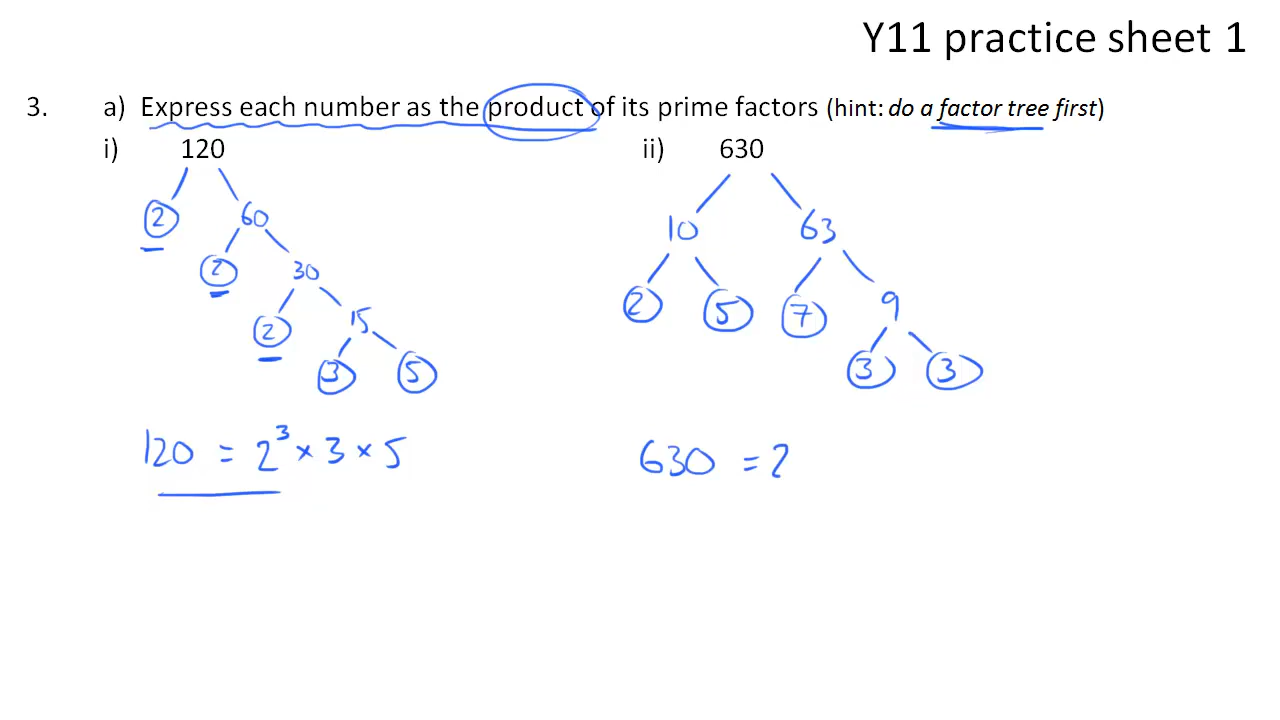 Y11 practice sheet 1
3. a) Express each number as the product of its prime factors (hint: do a factor tree first)
i) 120 ii) 630
2 60 10 63
2 30 2 5 7 9
2 15 3 3
3 5
120 = 2³ × 3 × 5 630 = 2